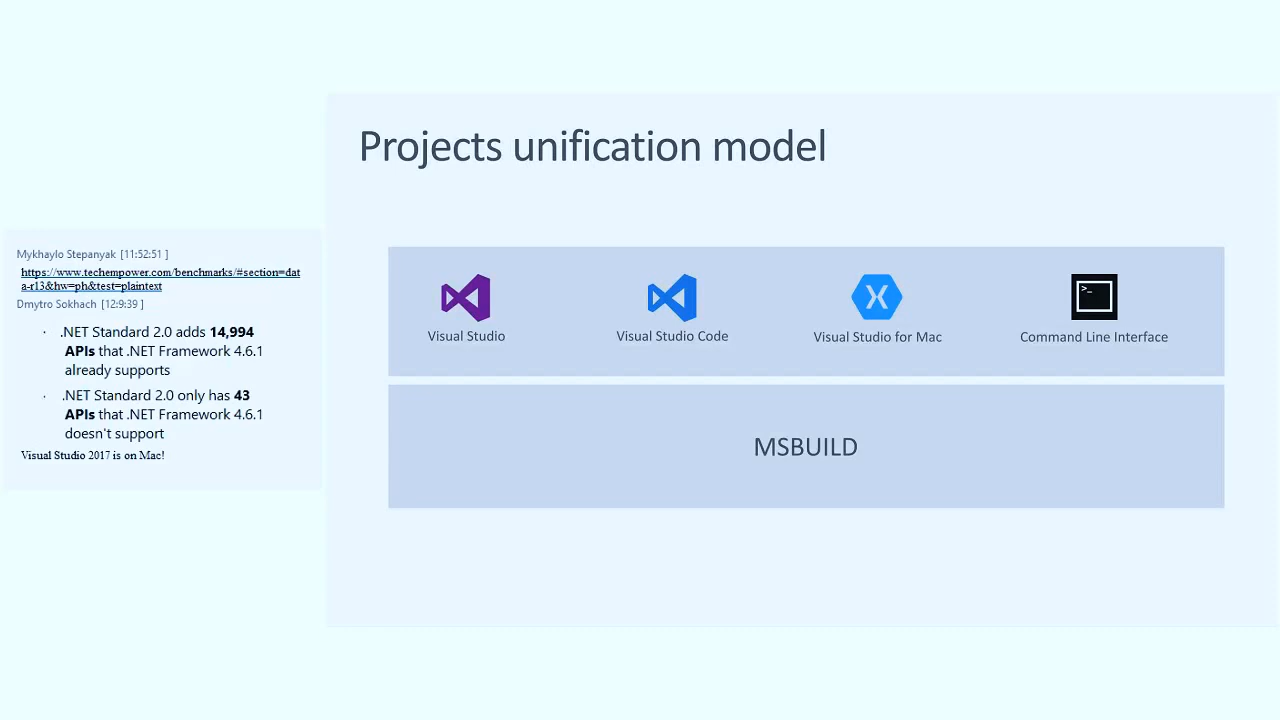 Projects unification model
Mykhaylo Stepanyak [11:52:51 ]
https://www.techempower.com/benchmarks/#section=dat
a-r13&hw=ph&test=plaintext
Dmytro Sokhach [12:9:39 ]
· .NET Standard 2.0 adds 14,994
APIs that .NET Framework 4.6.1
already supports
· .NET Standard 2.0 only has 43
APIs that .NET Framework 4.6.1
doesn't support
Visual Studio 2017 is on Mac!
>_
Visual Studio
Visual Studio Code
Visual Studio for Mac
Command Line Interface
MSBUILD